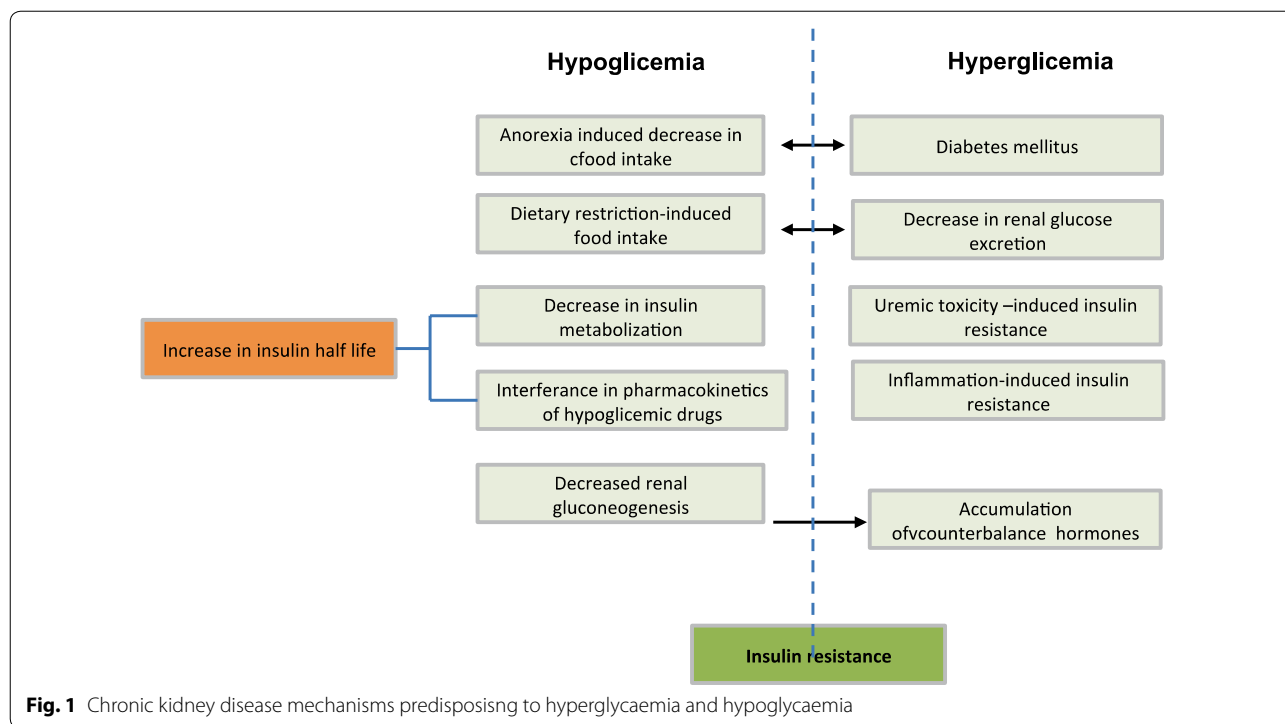 Hypoglicemia
Hyperglicemia
Anorexia induced decrease in
cfood intake
Diabetes mellitus
Dietary restriction-induced
food intake
Decrease in renal glucose
excretion
Decrease in insulin
metabolization
Uremic toxicity –induced insulin
resistance
Increase in insulin half life
Interferance in pharmacokinetics
of hypoglicemic drugs
Inflammation-induced insulin
resistance
Decreased renal
gluconeogenesis
Accumulation
ofvcounterbalance hormones
Insulin resistance
Fig. 1 Chronic kidney disease mechanisms predisposisng to hyperglycaemia and hypoglycaemia